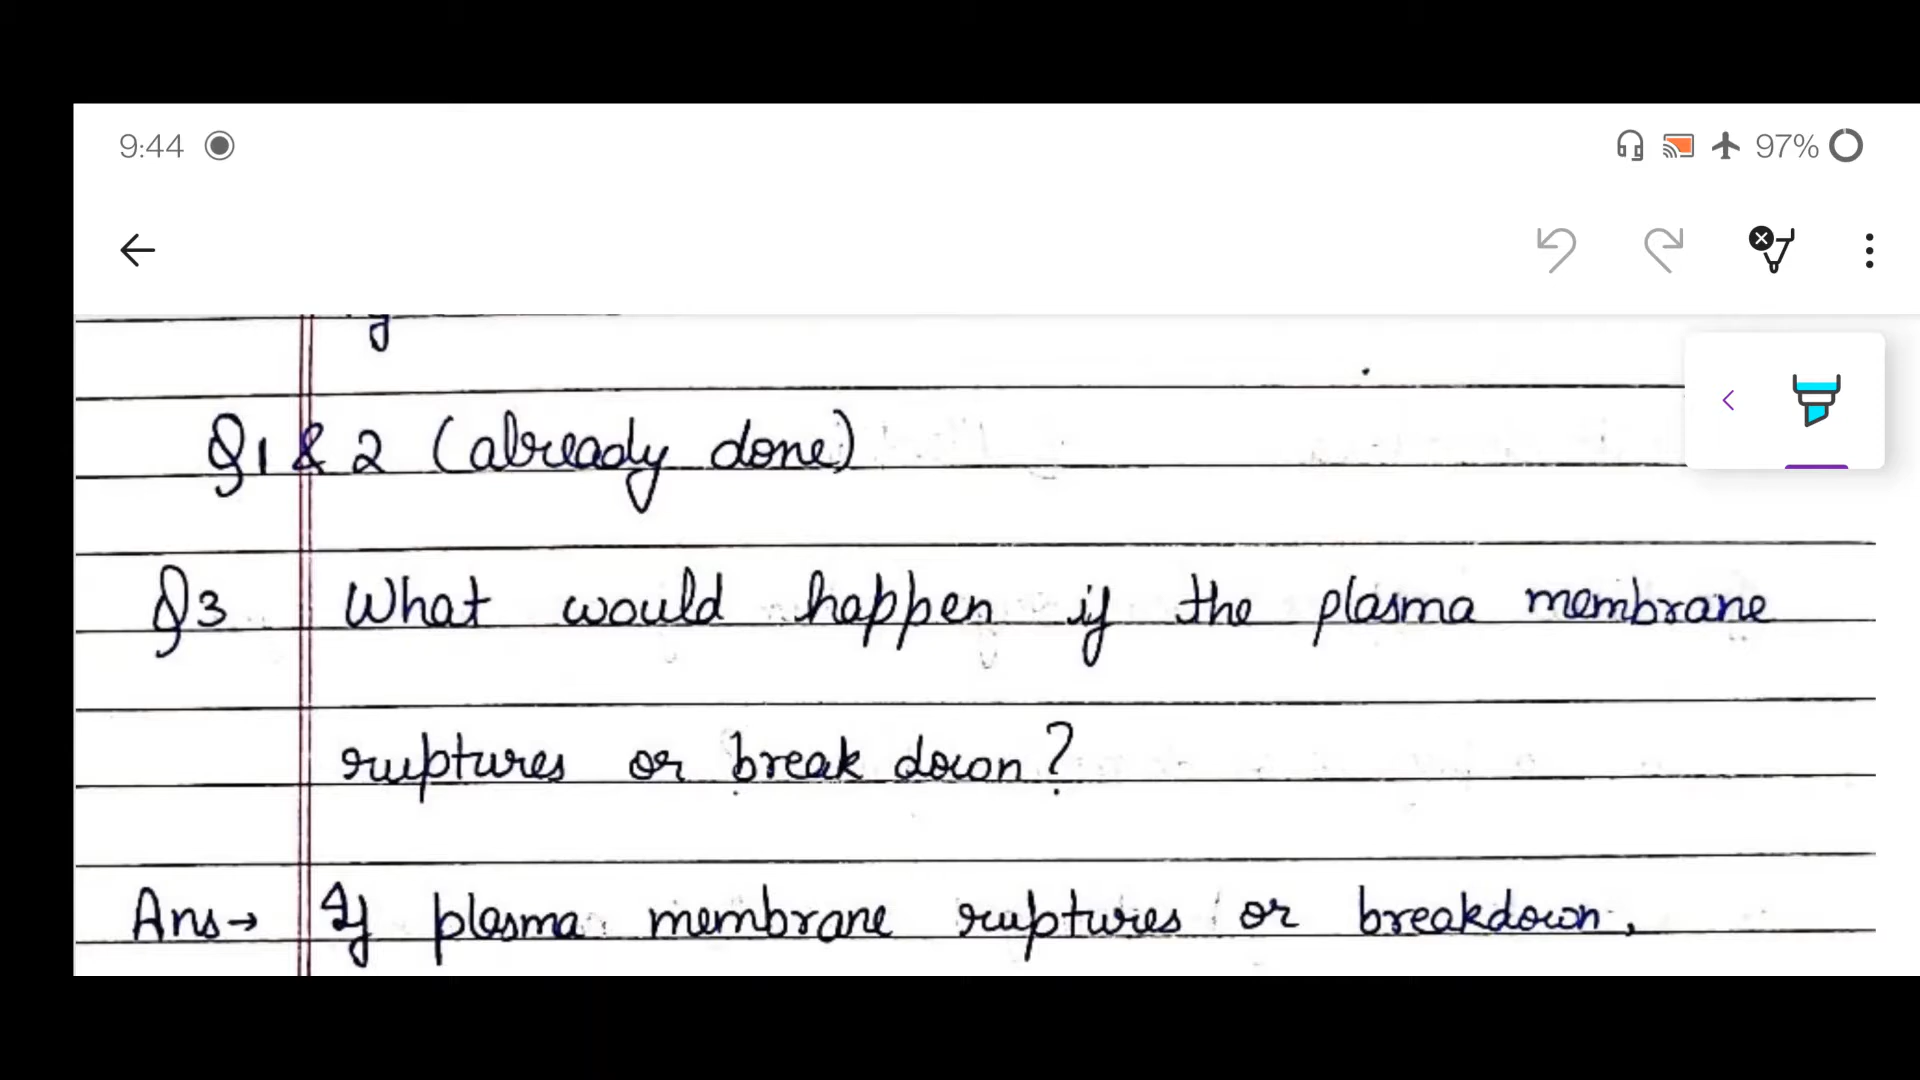 9:44
97%
Q1 & 2 (already done)
Q3 What would happen if the plasma membrane
ruptures or break down?
Ans→ If plasma membrane ruptures or breakdown,